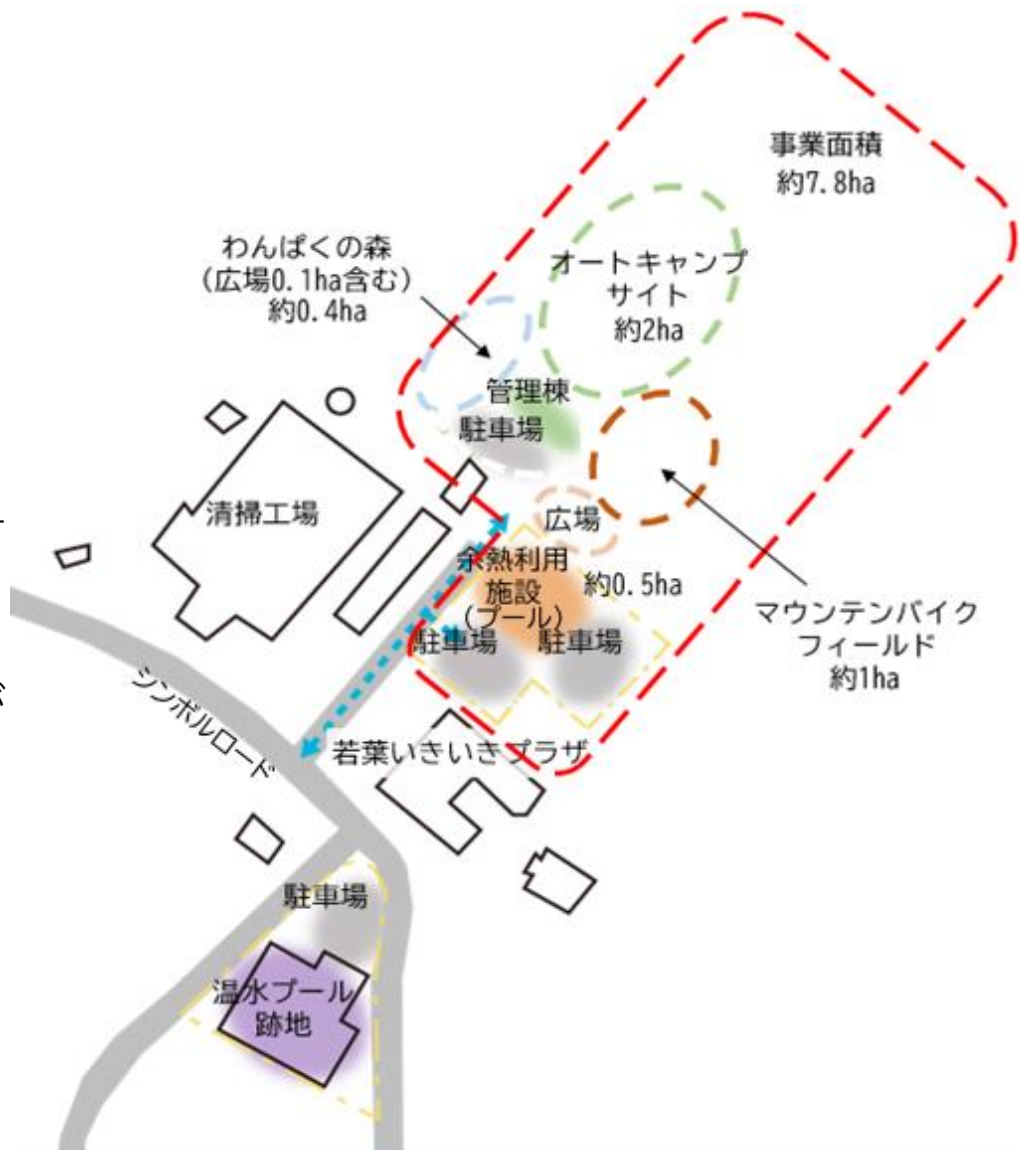 事業面積
約7.8ha
わんぱくの森
(広場0.1ha含む)
約0.4ha
オートキャンプ
サイト
約2ha
管理棟
駐車場
清掃工場
広場
余熱利用
施設
(プール)
約0.5ha
駐車場
駐車場
マウンテンバイク
フィールド
約1ha
シンボルロード
若葉いきいきプラザ
駐車場
温水プール
跡地